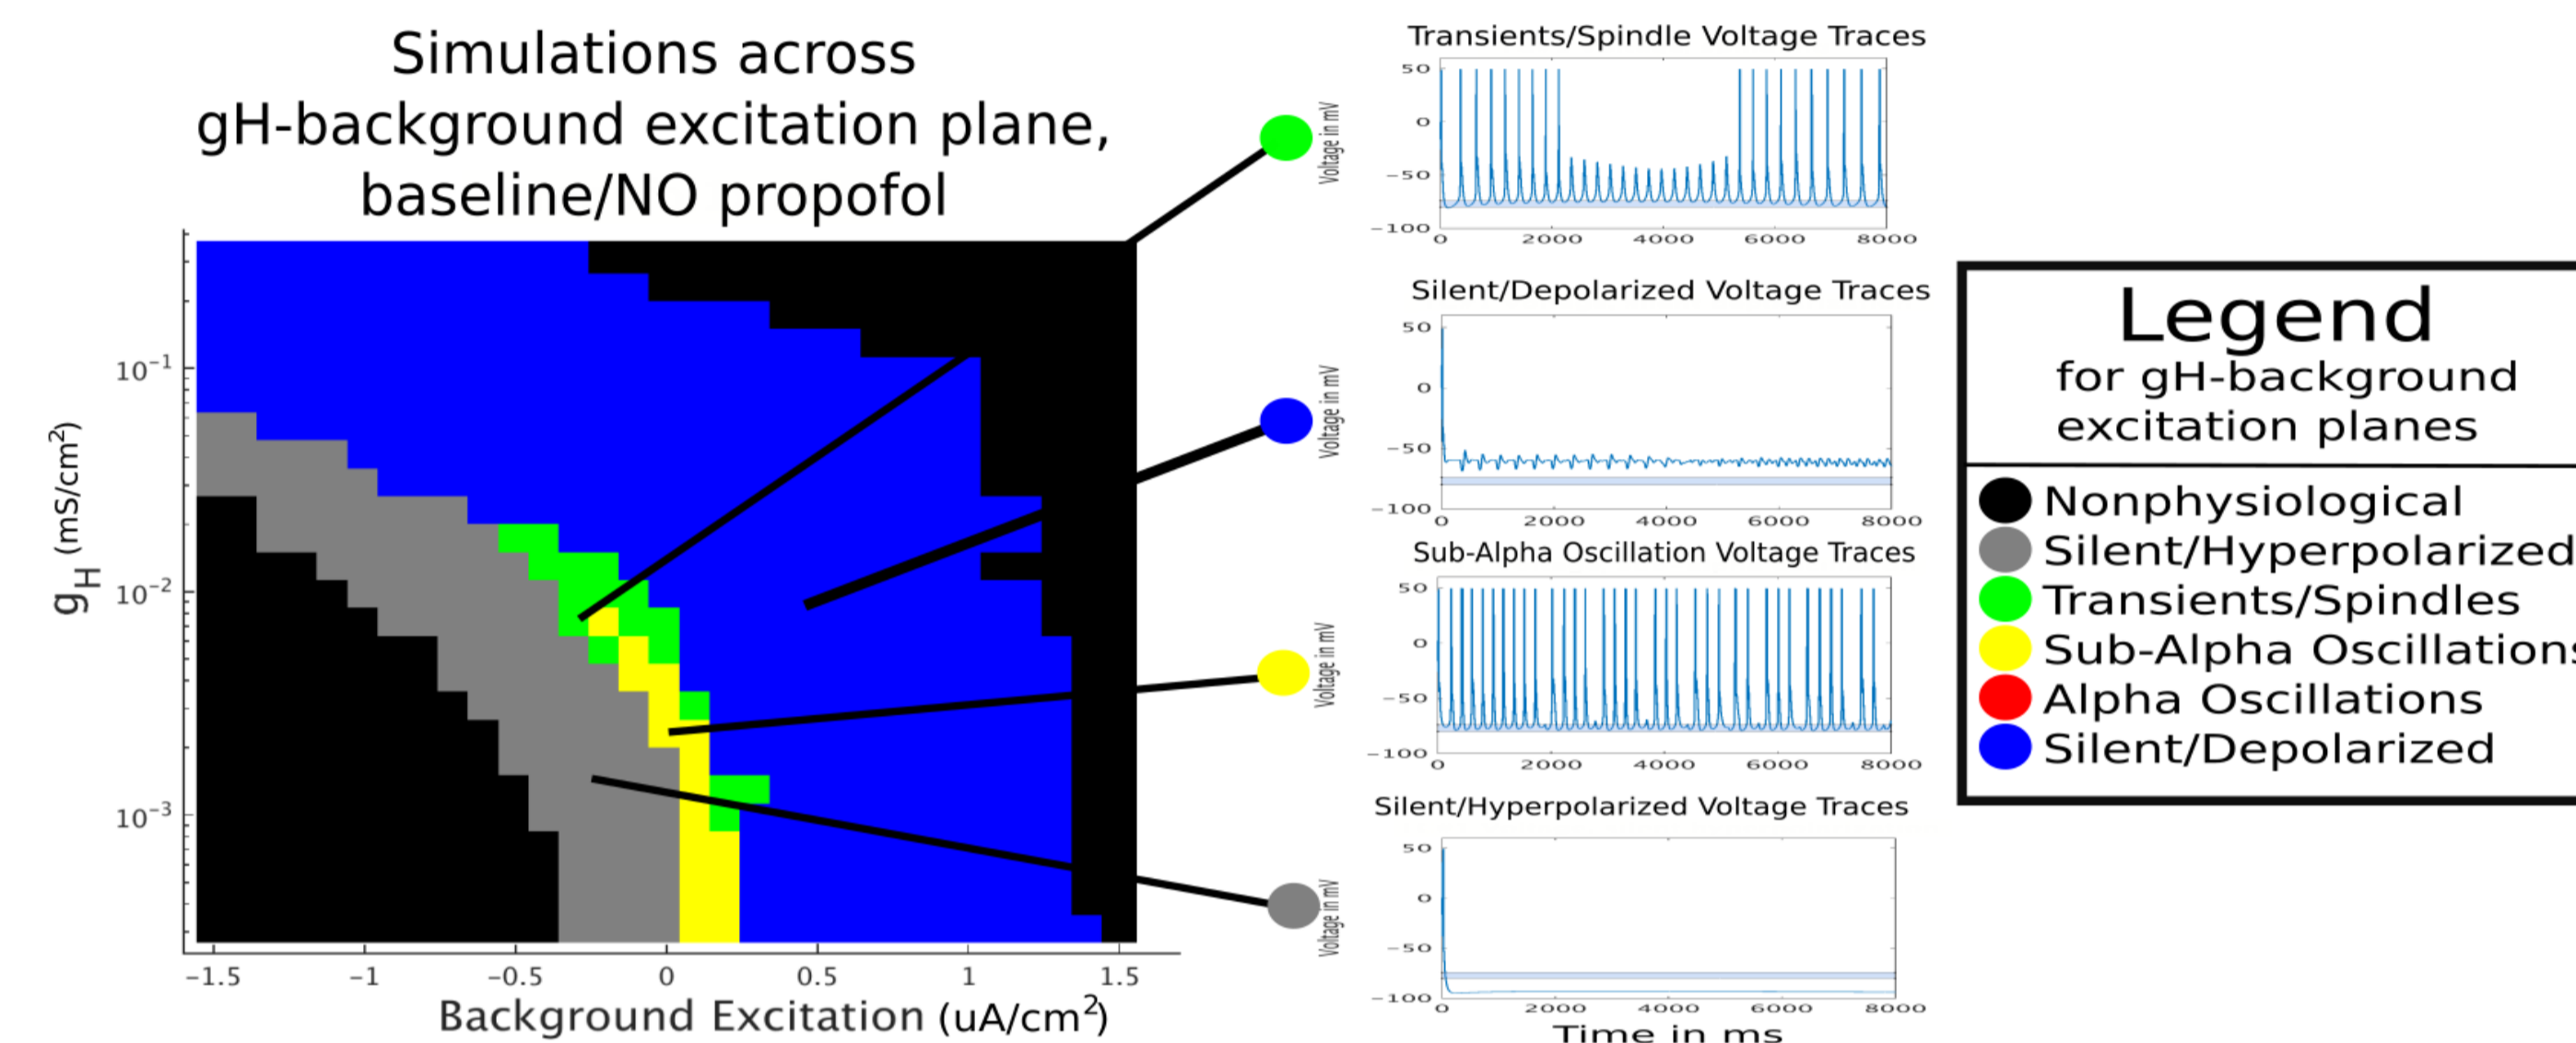 Simulations across
gH-background excitation plane,
baseline/NO propofol
gH (mS/cm²)
10⁻¹
10⁻²
10⁻³
−1.5 −1 −0.5 0 0.5 1 1.5
Background Excitation (uA/cm²)
Transients/Spindle Voltage Traces
Voltage in mV
50
0
−50
−100
0 2000 4000 6000 8000
Silent/Depolarized Voltage Traces
Voltage in mV
50
0
−50
−100
0 2000 4000 6000 8000
Sub-Alpha Oscillation Voltage Traces
Voltage in mV
50
0
−50
−100
0 2000 4000 6000 8000
Silent/Hyperpolarized Voltage Traces
Voltage in mV
50
0
−50
−100
0 2000 4000 6000 8000
Time in ms
Legend
for gH-background
excitation planes
Nonphysiological
Silent/Hyperpolarized
Transients/Spindles
Sub-Alpha Oscillations
Alpha Oscillations
Silent/Depolarized